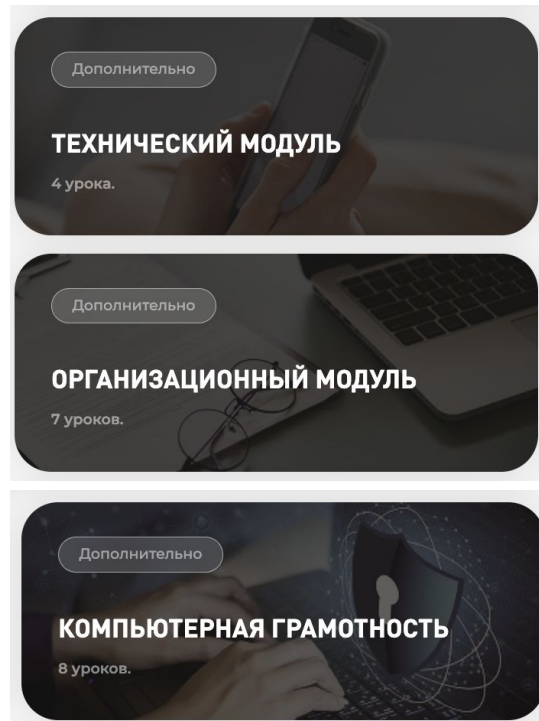 Дополнительно
ТЕХНИЧЕСКИЙ МОДУЛЬ
4 урока.
Дополнительно
ОРГАНИЗАЦИОННЫЙ МОДУЛЬ
7 уроков.
Дополнительно
КОМПЬЮТЕРНАЯ ГРАМОТНОСТЬ
8 уроков.